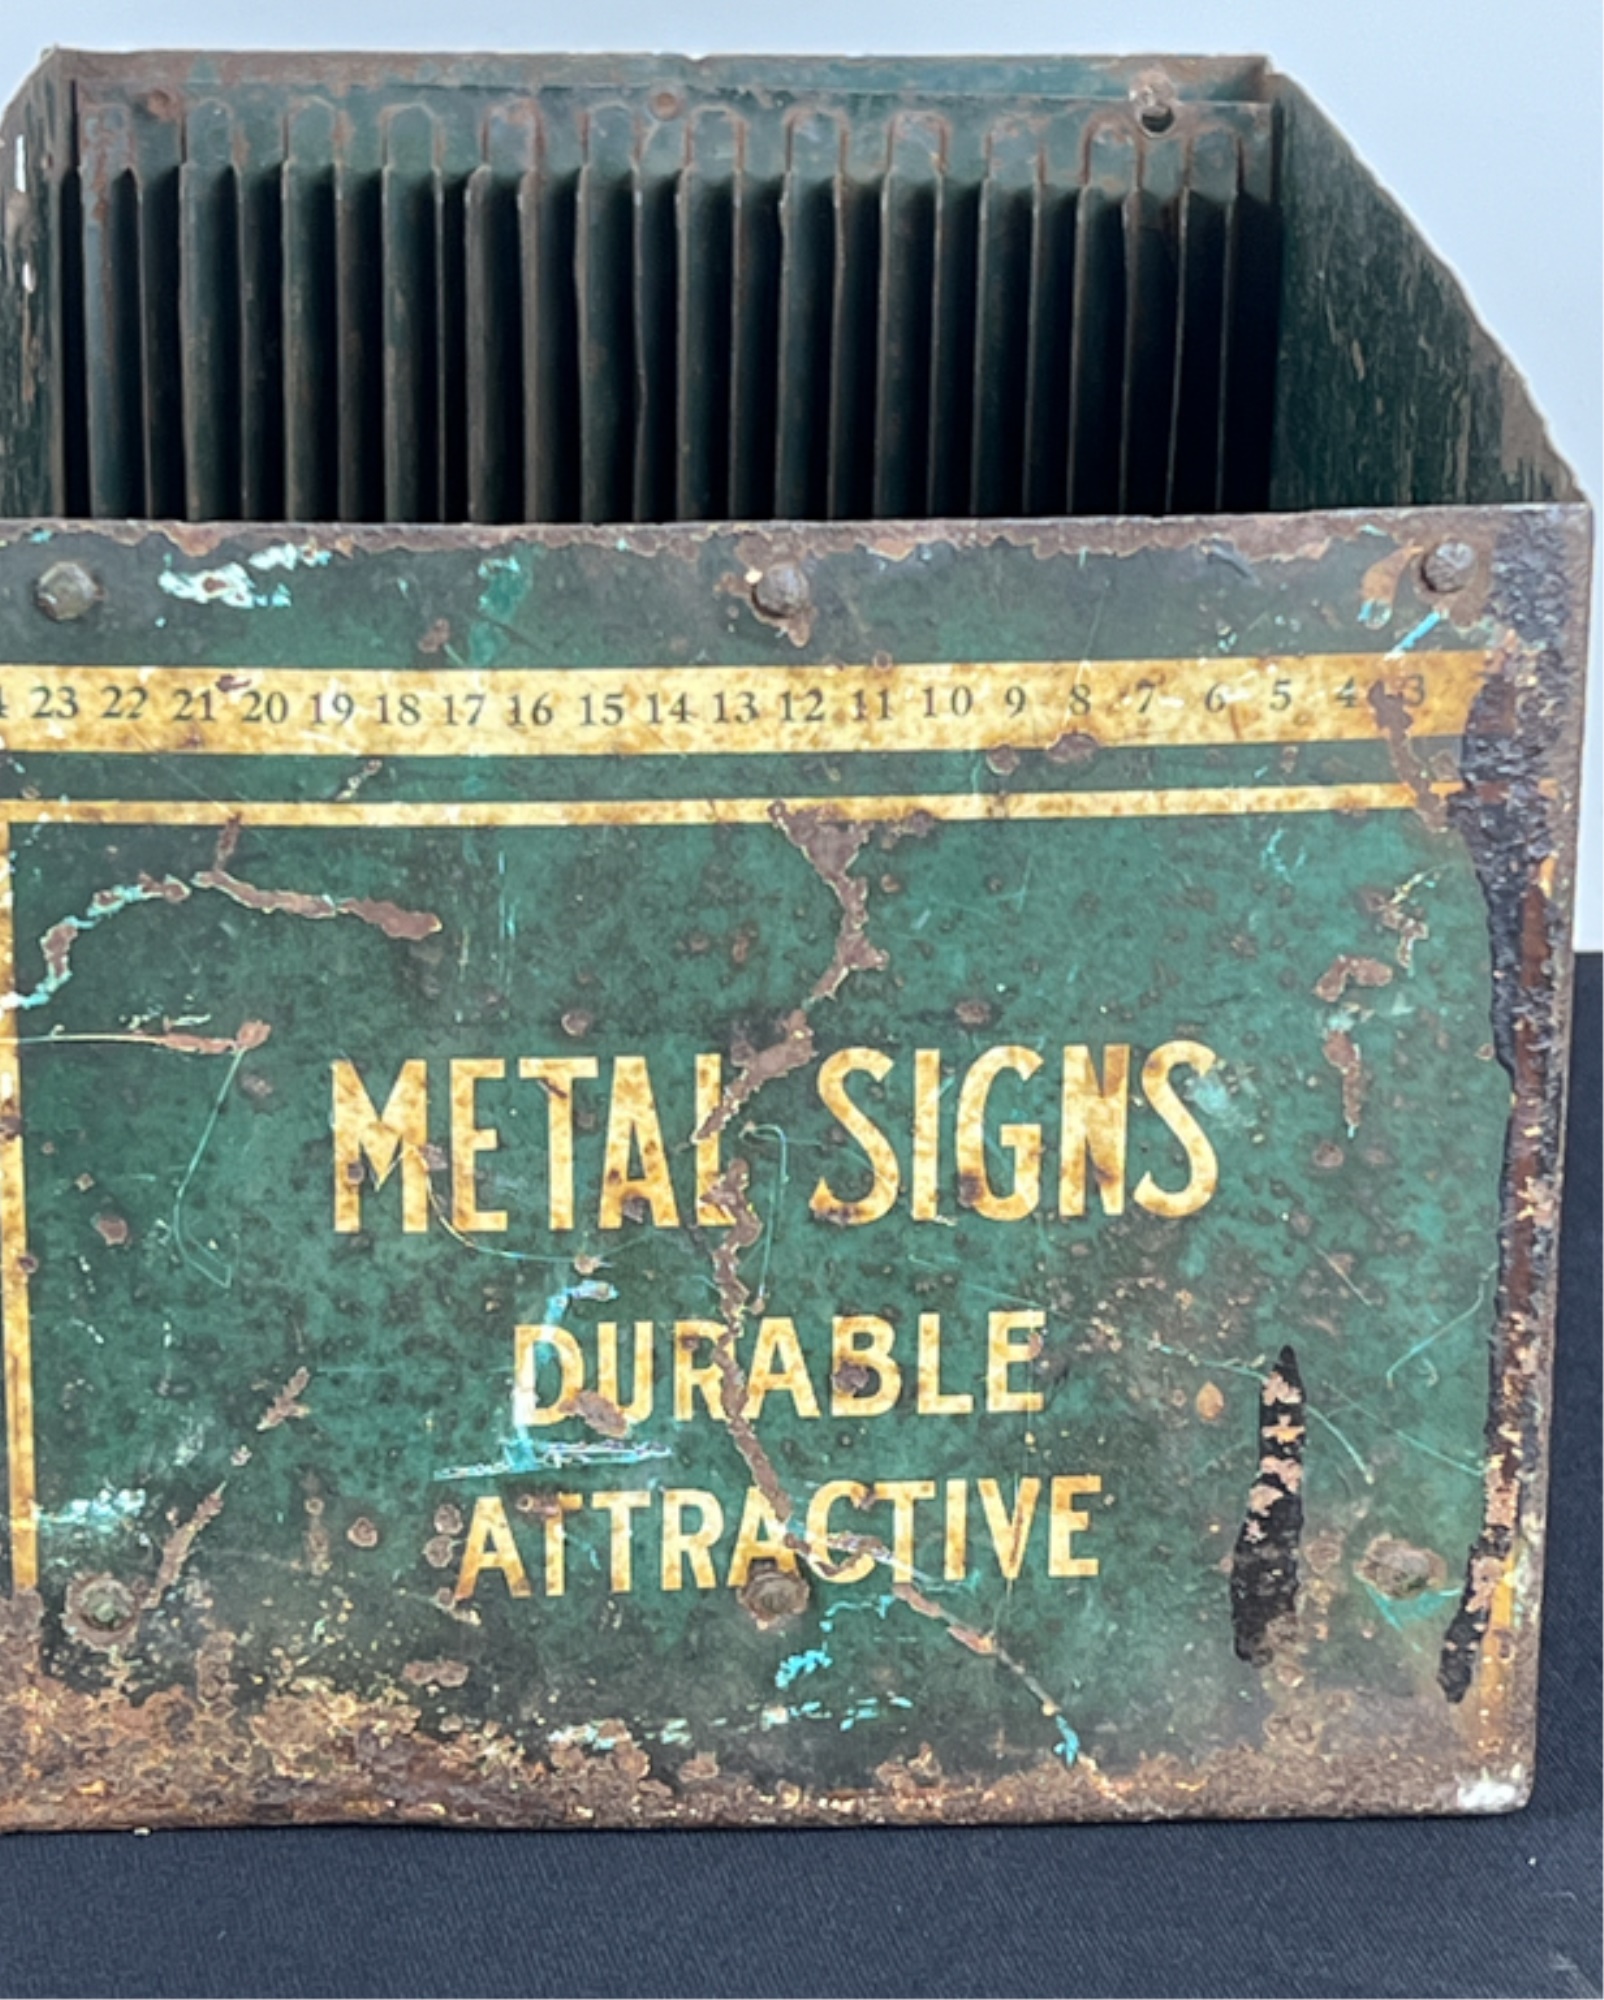 23 22 21 20 19 18 17 16 15 14 13 12 11 10 9 8 7 6 5 4 3
METAL SIGNS
DURABLE
ATTRACTIVE